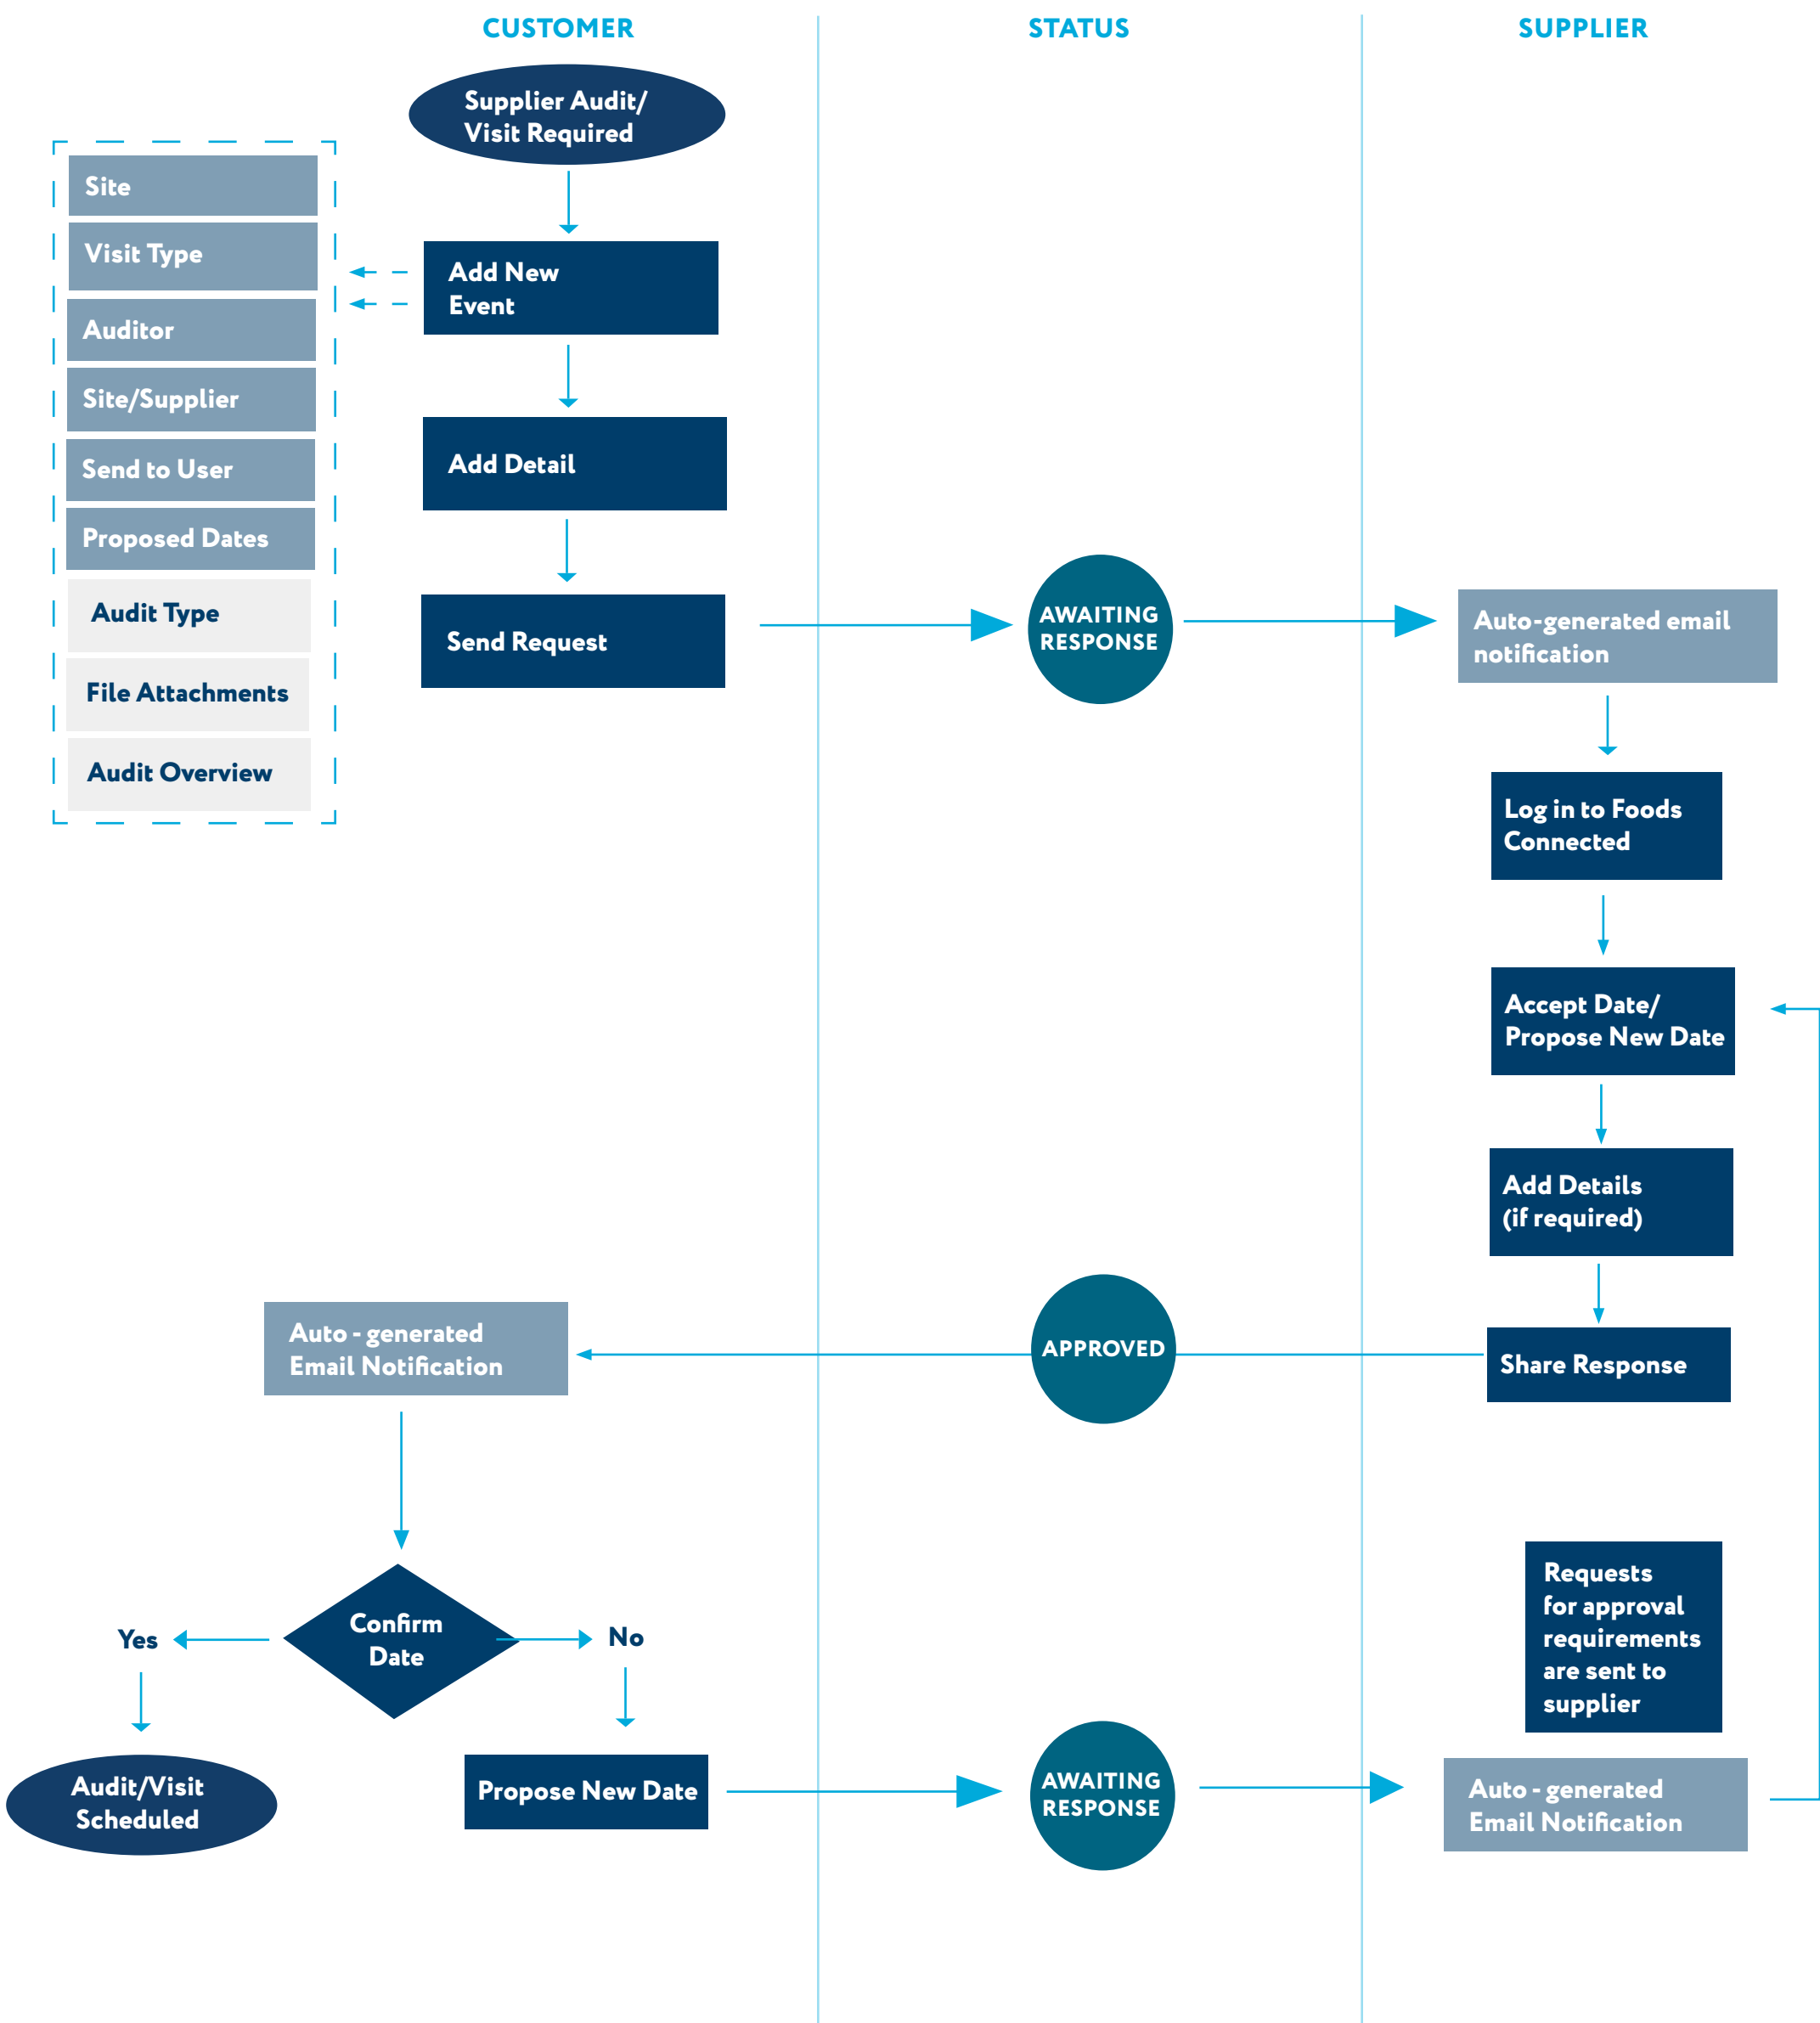 CUSTOMER
STATUS
SUPPLIER
Supplier Audit/
Visit Required
Site
Visit Type
Auditor
Site/Supplier
Send to User
Proposed Dates
Audit Type
File Attachments
Audit Overview
Add New
Event
Add Detail
Send Request
AWAITING
RESPONSE
Auto-generated email
notification
Log in to Foods
Connected
Accept Date/
Propose New Date
Add Details
(if required)
Share Response
APPROVED
Auto - generated
Email Notification
Confirm
Date
Yes
No
Audit/Visit
Scheduled
Propose New Date
AWAITING
RESPONSE
Requests
for approval
requirements
are sent to
supplier
Auto - generated
Email Notification